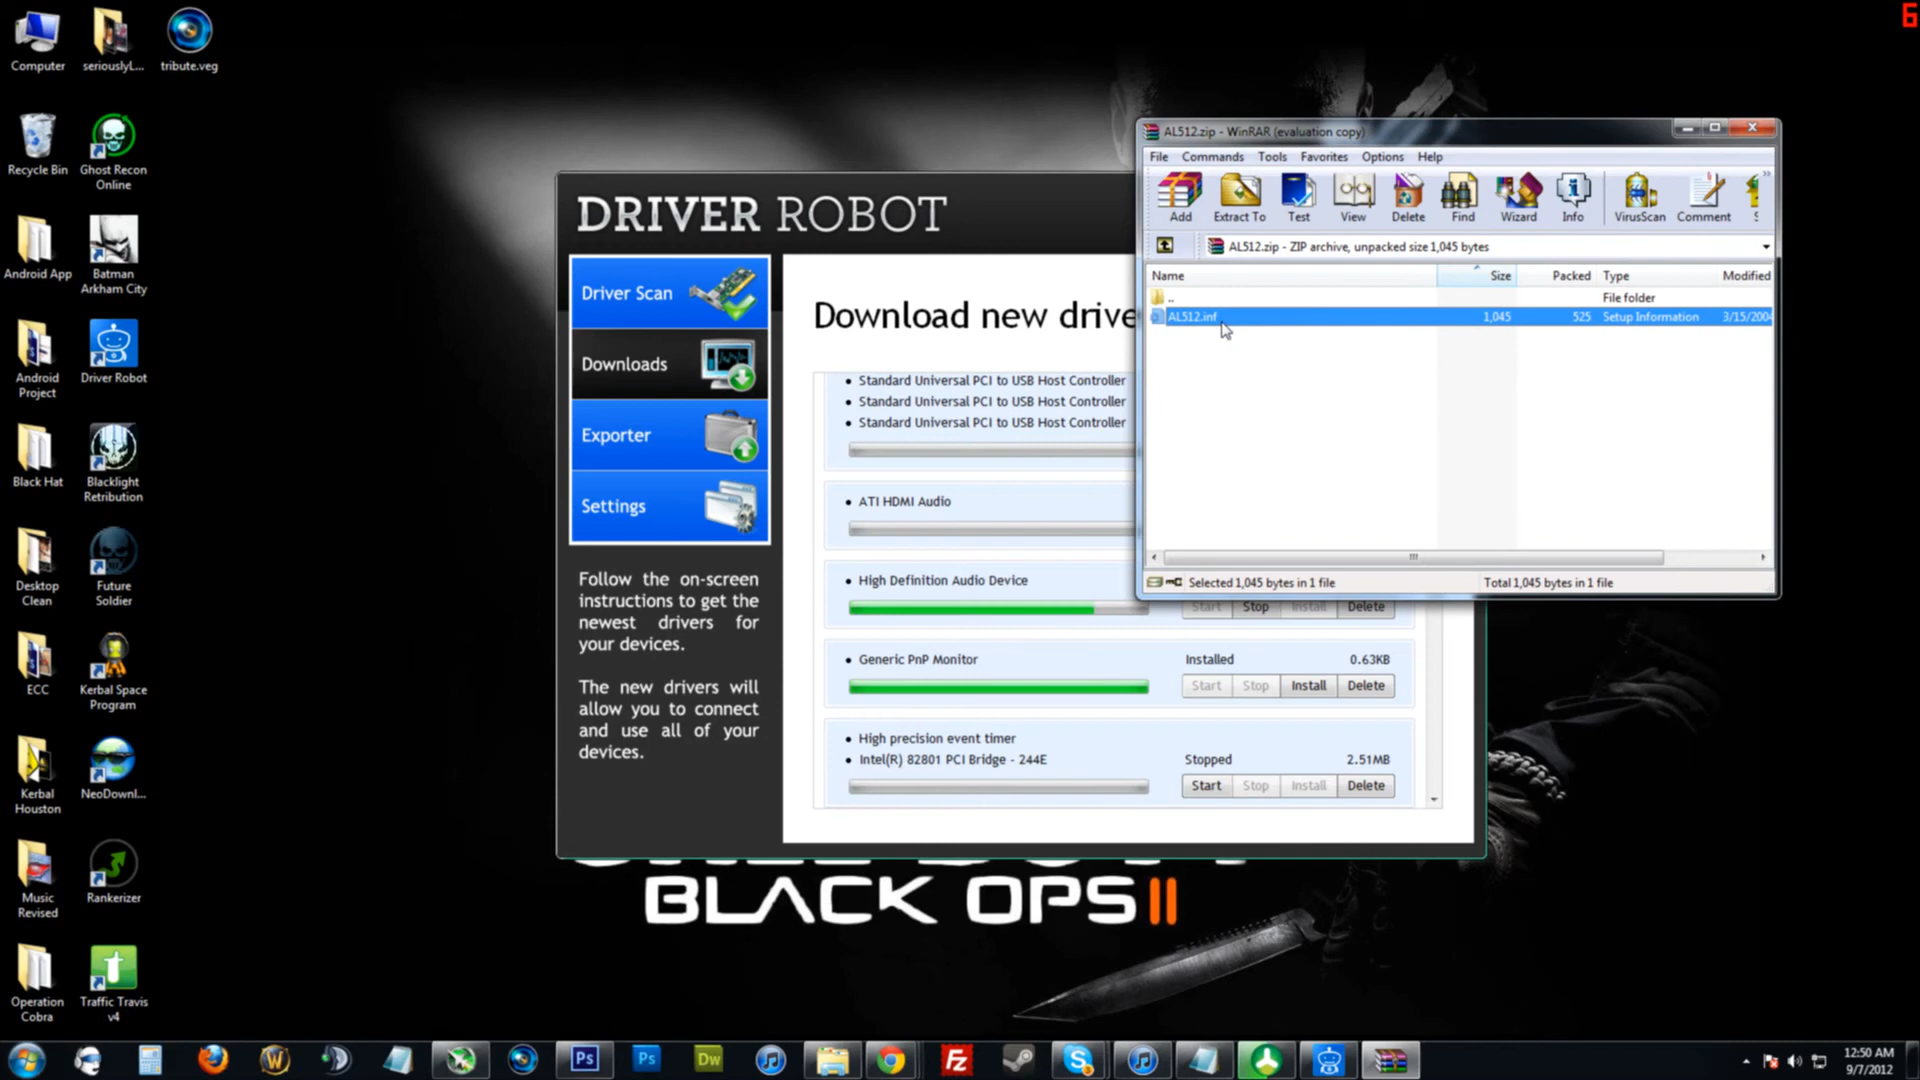 Computer
seriouslyL...
tribute.veg
6
Recycle Bin
Ghost Recon
Online
Android App
Batman
Arkham City
Android
Project
Driver Robot
Black Hat
Blacklight
Retribution
Desktop
Clean
Future
Soldier
ECC
Kerbal Space
Program
Kerbal
Houston
NeoDownl...
Music
Revised
Rankerizer
Operation
Cobra
Traffic Travis
v4
DRIVER ROBOT
Driver Scan
Downloads
Exporter
Settings
Follow the on-screen
instructions to get the
newest drivers for
your devices.
The new drivers will
allow you to connect
and use all of your
devices.
Download new drive
Standard Universal PCI to USB Host Controller
Standard Universal PCI to USB Host Controller
Standard Universal PCI to USB Host Controller
ATI HDMI Audio
High Definition Audio Device
Start Stop Install Delete
Generic PnP Monitor
Installed 0.63KB
Start Stop Install Delete
High precision event timer
Intel(R) 82801 PCI Bridge - 244E
Stopped 2.51MB
Start Stop Install Delete
AL512.zip - WinRAR (evaluation copy)
File Commands Tools Favorites Options Help
Add Extract To Test View Delete Find Wizard Info VirusScan Comment S
AL512.zip - ZIP archive, unpacked size 1,045 bytes
Name Size Packed Type Modified
.. File folder
AL512.inf 1,045 525 Setup Information 3/15/2004
Selected 1,045 bytes in 1 file
Total 1,045 bytes in 1 file
BLACK OPS II
Ps Ps Dw Fz
12:50 AM
9/7/2012